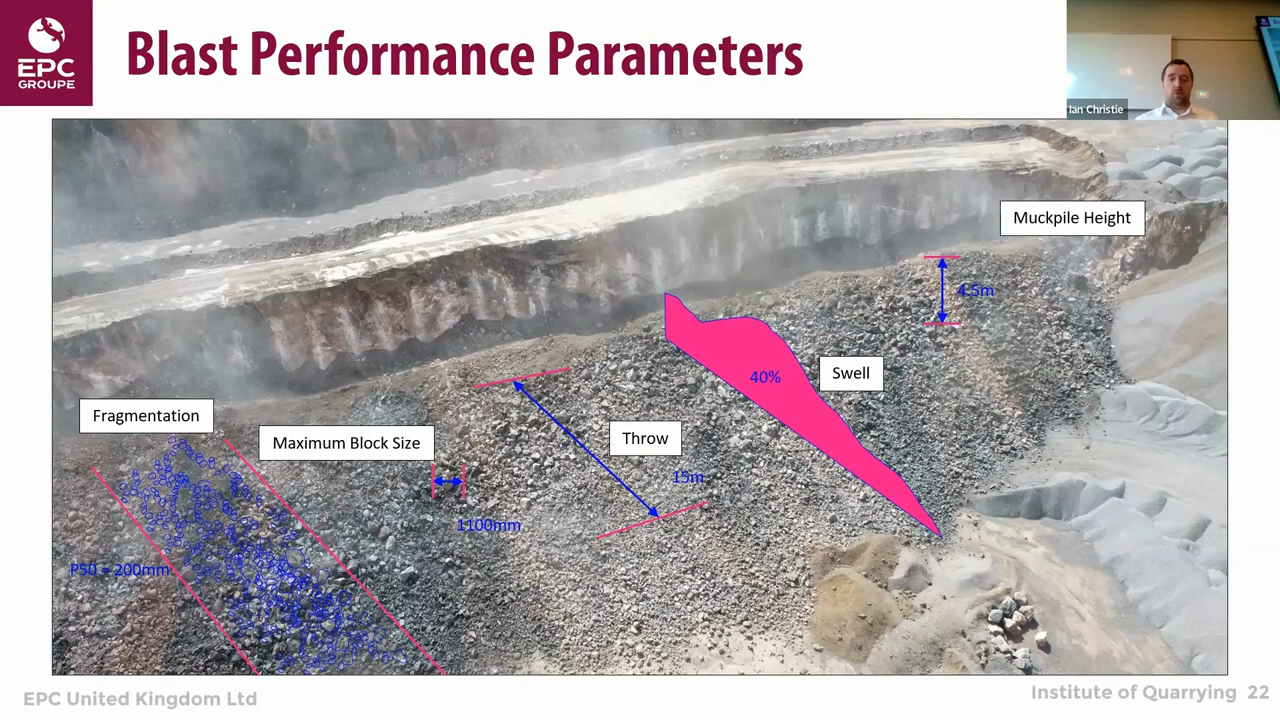 EPC
GROUPE
Blast Performance Parameters
Ian Christie
Muckpile Height
4.5m
Swell
40%
Fragmentation
Maximum Block Size
Throw
15m
1100mm
P50 = 200mm
EPC United Kingdom Ltd
Institute of Quarrying 22